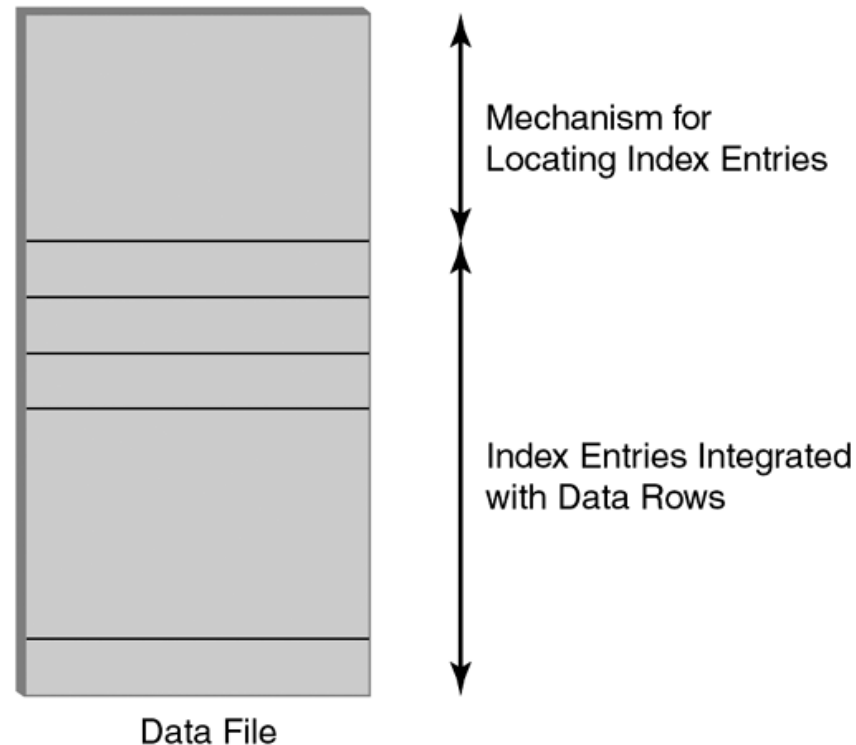 Mechanism for
Locating Index Entries
Index Entries Integrated
with Data Rows
Data File